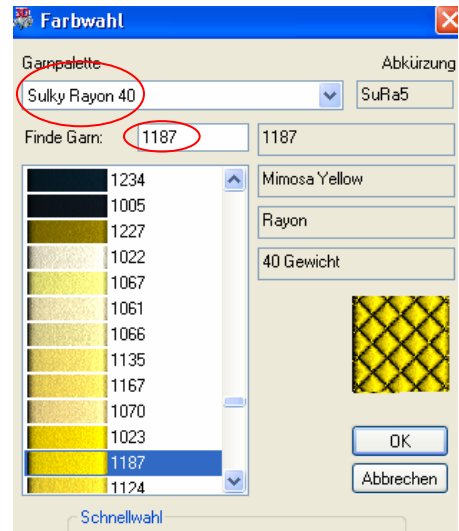 Farbwahl
Garnpalette
Abkürzung
Sulky Rayon 40
SuRa5
Finde Garn:
1187
1187
1234
Mimosa Yellow
1005
1227
Rayon
1022
40 Gewicht
1067
1061
1066
1135
1167
1070
1023
OK
1187
Abbrechen
1124
Schnellwahl